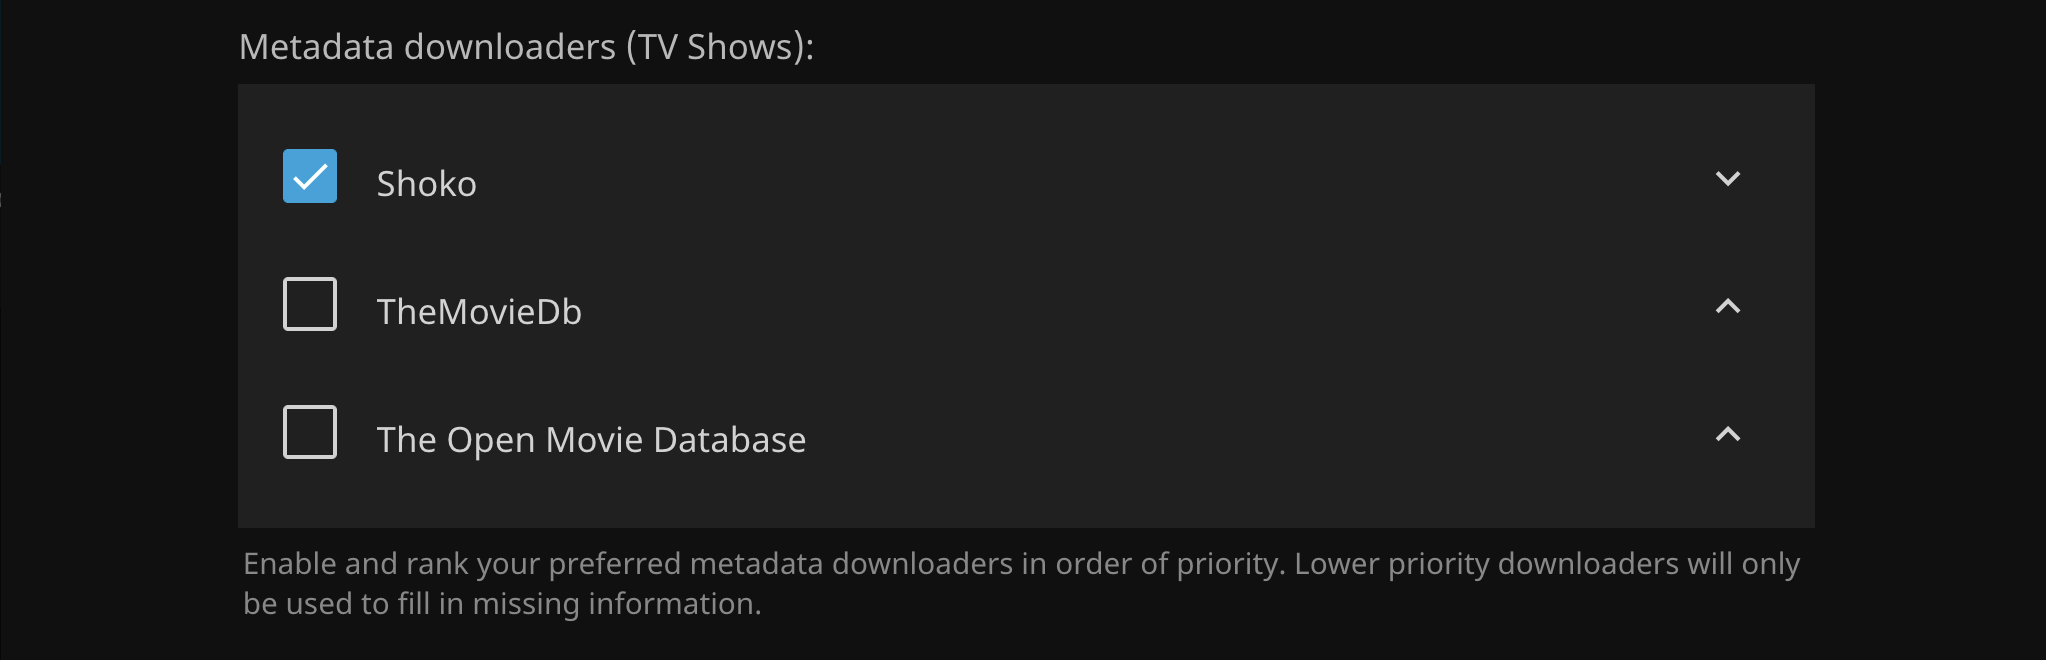 Metadata downloaders (TV Shows):
Shoko
TheMovieDb
The Open Movie Database
Enable and rank your preferred metadata downloaders in order of priority. Lower priority downloaders will only
be used to fill in missing information.